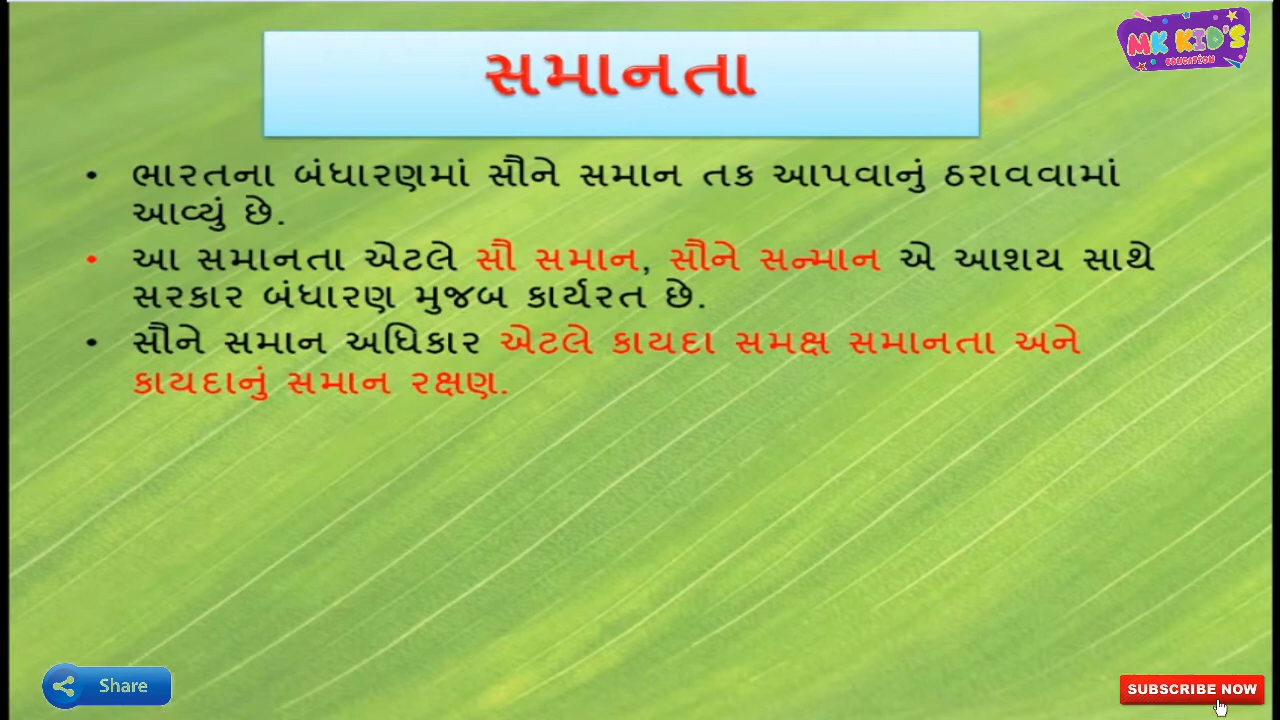 સમાનતા
MK KID'S
EDUCATION
• ભારતના બંધારણમાં સૌને સમાન તક આપવાનું ઠરાવવામાં
આવ્યું છે.
• આ સમાનતા એટલે સૌ સમાન, સૌને સન્માન એ આશય સાથે
સરકાર બંધારણ મુજબ કાર્યરત છે.
• સૌને સમાન અધિકાર એટલે કાયદા સમક્ષ સમાનતા અને
કાયદાનું સમાન રક્ષણ.
Share
SUBSCRIBE NOW